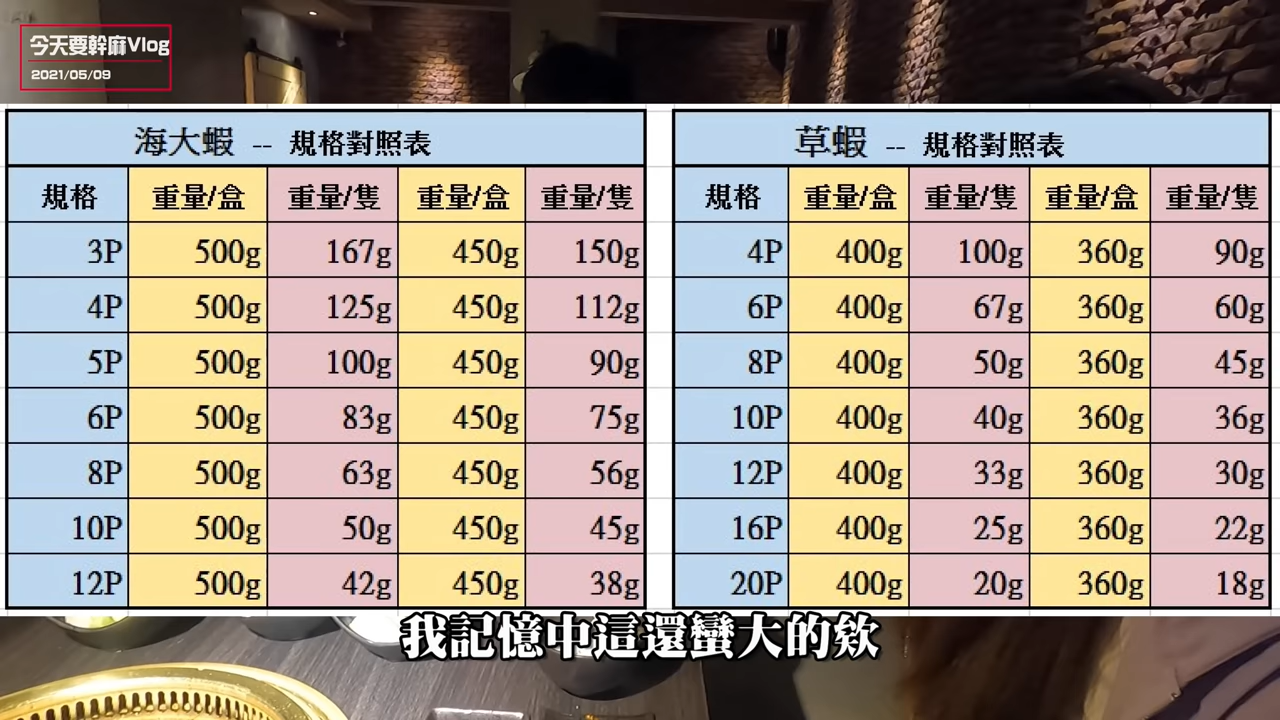 今天要幹麻Vlog
2021/05/09
海大蝦 -- 規格對照表
規格 重量/盒 重量/隻 重量/盒 重量/隻
3P 500g 167g 450g 150g
4P 500g 125g 450g 112g
5P 500g 100g 450g 90g
6P 500g 83g 450g 75g
8P 500g 63g 450g 56g
10P 500g 50g 450g 45g
12P 500g 42g 450g 38g
草蝦 -- 規格對照表
規格 重量/盒 重量/隻 重量/盒 重量/隻
4P 400g 100g 360g 90g
6P 400g 67g 360g 60g
8P 400g 50g 360g 45g
10P 400g 40g 360g 36g
12P 400g 33g 360g 30g
16P 400g 25g 360g 22g
20P 400g 20g 360g 18g
我記憶中這還蠻大的欸